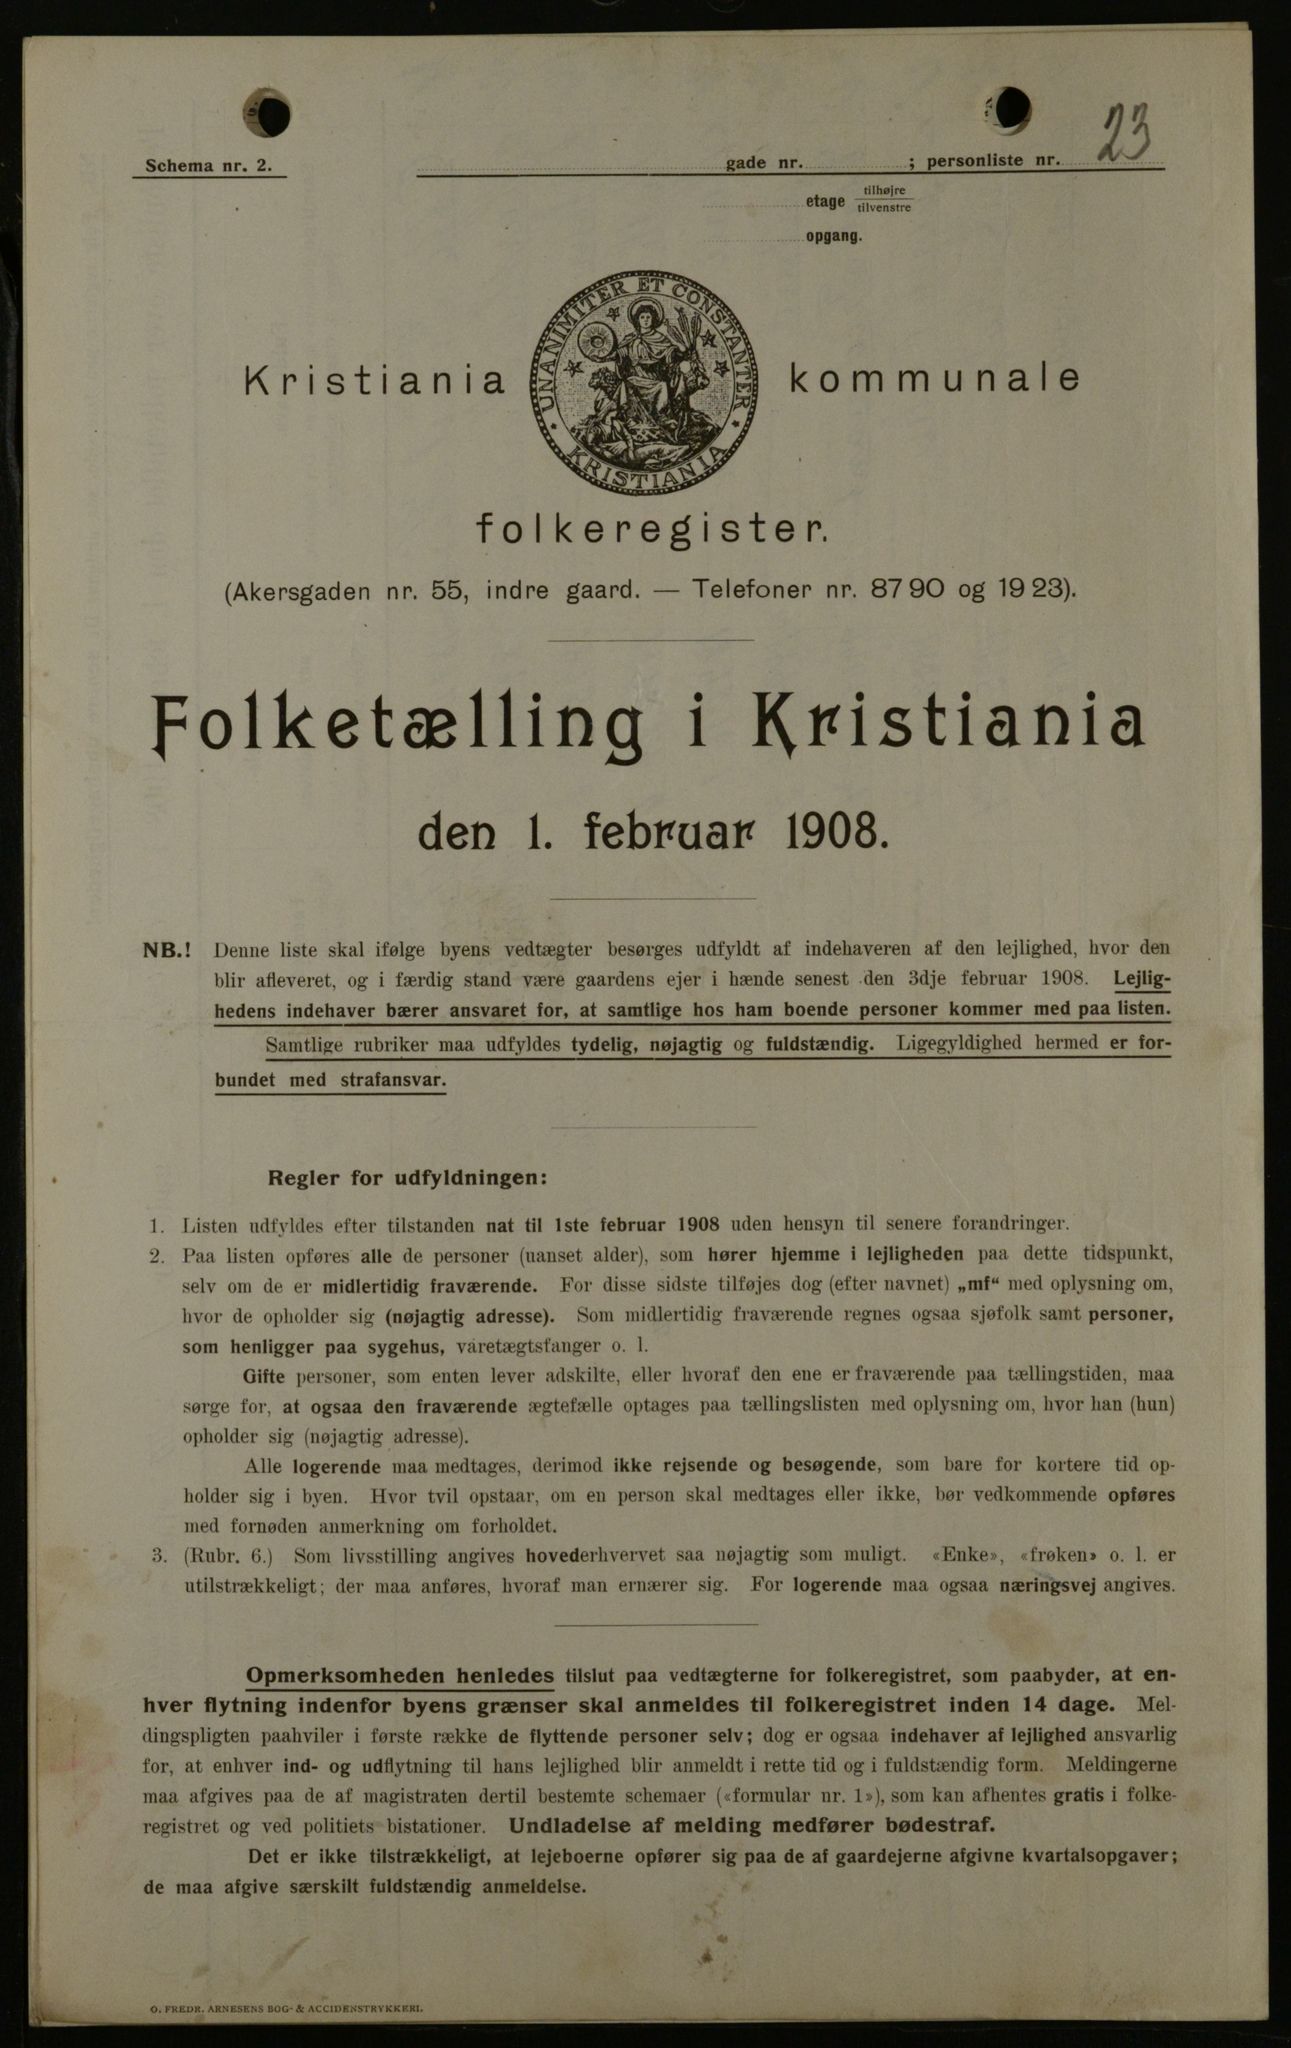 Schema nr. 2.
gade nr. ; personliste nr. 23
etage tilhøjre
tilvenstre
opgang.
UNANIMITER ET CONSTANTER
KRISTIANIA
Kristiania kommunale
folkeregister.
(Akersgaden nr. 55, indre gaard. — Telefoner nr. 8790 og 1923).
Folketælling i Kristiania
den 1. februar 1908.
NB.! Denne liste skal ifølge byens vedtægter besørges udfyldt af indehaveren af den lejlighed, hvor den
blir afleveret, og i færdig stand være gaardens ejer i hænde senest den 3dje februar 1908. Lejlig-
hedens indehaver bærer ansvaret for, at samtlige hos ham boende personer kommer med paa listen.
Samtlige rubriker maa udfyldes tydelig, nøjagtig og fuldstændig. Ligegyldighed hermed er for-
bundet med strafansvar.
Regler for udfyldningen:
1. Listen udfyldes efter tilstanden nat til 1ste februar 1908 uden hensyn til senere forandringer.
2. Paa listen opføres alle de personer (uanset alder), som hører hjemme i lejligheden paa dette tidspunkt,
selv om de er midlertidig fraværende. For disse sidste tilføjes dog (efter navnet) „mf“ med oplysning om,
hvor de opholder sig (nøjagtig adresse). Som midlertidig fraværende regnes ogsaa sjøfolk samt personer,
som henligger paa sygehus, varetægtsfanger o. l.
Gifte personer, som enten lever adskilte, eller hvoraf den ene er fraværende paa tællingstiden, maa
sørge for, at ogsaa den fraværende ægtefælle optages paa tællingslisten med oplysning om, hvor han (hun)
opholder sig (nøjagtig adresse).
Alle logerende maa medtages, derimod ikke rejsende og besøgende, som bare for kortere tid op-
holder sig i byen. Hvor tvil opstaar, om en person skal medtages eller ikke, bør vedkommende opføres
med fornøden anmerkning om forholdet.
3. (Rubr. 6.) Som livsstilling angives hovederhvervet saa nøjagtig som muligt. «Enke», «frøken» o. l. er
utilstrækkeligt; der maa anføres, hvoraf man ernærer sig. For logerende maa ogsaa næringsvej angives.
Opmerksomheden henledes tilslut paa vedtægterne for folkeregistret, som paabyder, at en-
hver flytning indenfor byens grænser skal anmeldes til folkeregistret inden 14 dage. Mel-
dingspligten paahviler i første række de flyttende personer selv; dog er ogsaa indehaver af lejlighed ansvarlig
for, at enhver ind- og udflytning til hans lejlighed blir anmeldt i rette tid og i fuldstændig form. Meldingerne
maa afgives paa de af magistraten dertil bestemte schemaer («formular nr. 1»), som kan afhentes gratis i folke-
registret og ved politiets bistationer. Undladelse af melding medfører bødestraf.
Det er ikke tilstrækkeligt, at lejeboerne opfører sig paa de af gaardejerne afgivne kvartalsopgaver;
de maa afgive særskilt fuldstændig anmeldelse.
O. FREDR. ARNESENS BOG- & ACCIDENSTRYKKERI.